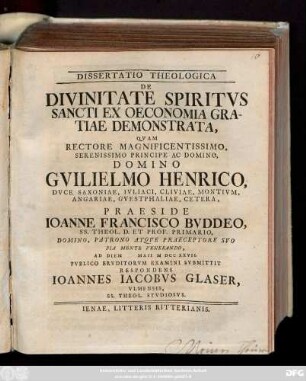 DISSERTATIO THEOLOGICA
DE
DIVINITATE SPIRITVS
SANCTI EX OECONOMIA GRA-
TIAE DEMONSTRATA,
QVAM
RECTORE MAGNIFICENTISSIMO,
SERENISSIMO PRINCIPE AC DOMINO,
DOMINO
GVILIELMO HENRICO,
DVCE SAXONIAE, IVLIACI, CLIVIAE, MONTIVM,
ANGARIAE, GVESTPHALIAE, CETERA,
PRAESIDE
IOANNE FRANCISCO BVDDEO,
SS. THEOL. D. ET PROF. PRIMARIO,
DOMINO, PATRONO ATQVE PRAECEPTORE SVO
PIA MENTE VENERANDO,
AD DIEM MAII M DCC XXVII.
PVBLICO ERVDITORVM EXAMINI SVBMITTIT
RESPONDENS
IOANNES IACOBVS GLASER,
VLMENSIS,
SS. THEOL. STVDIOSVS.
IENAE, LITTERIS RITTERIANIS.